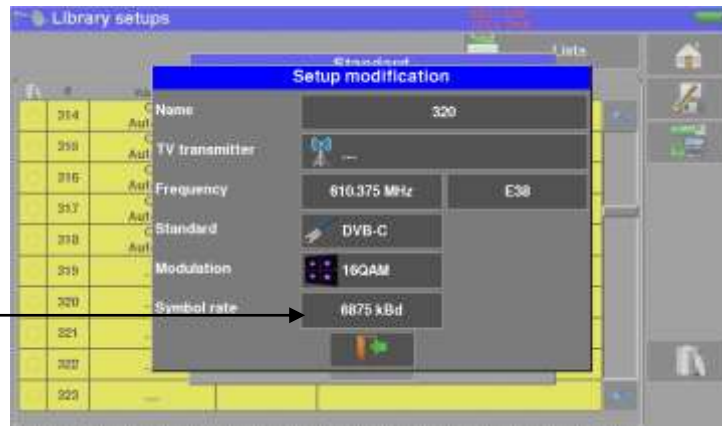 Library setups
Lists
Standard
Setup modification
Name 320
TV transmitter ...
Frequency 610.375 MHz E38
Standard DVB-C
Modulation 16QAM
Symbol rate 6875 kBd
314
315
316
317
318
319
320
321
322
323